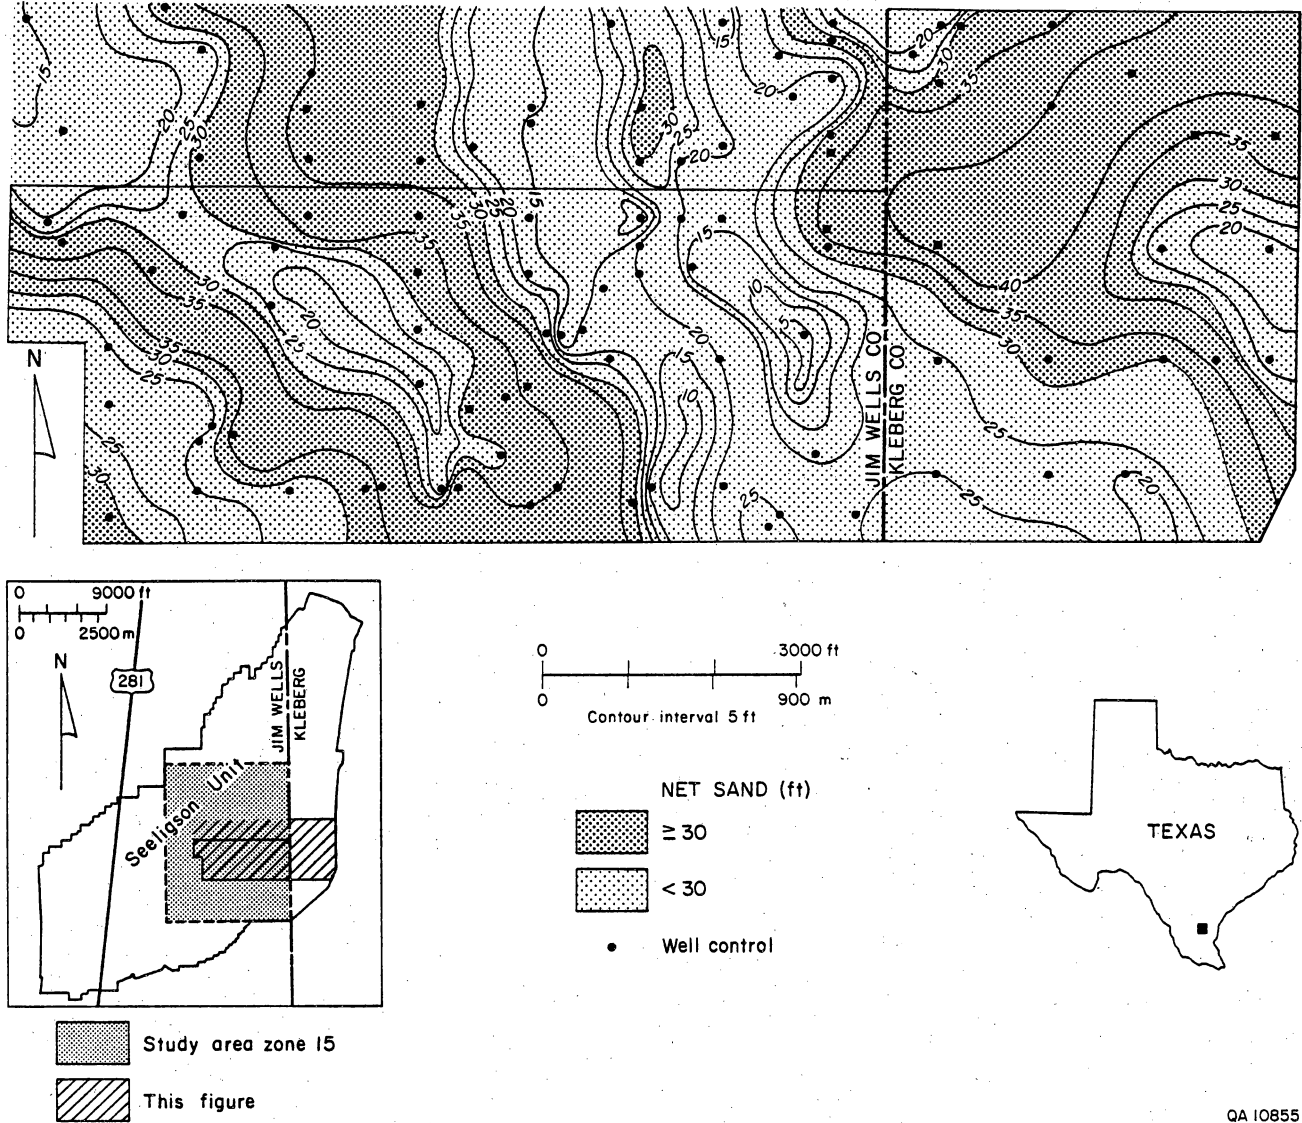 15
20
25
30
15
30
25
20
20
20
30
35
35
30
25
20
35
30
25
20
15
35
15
10
5
30
35
20
25
40
35
30
20
15
10
35
30
25
25
30
25
25
25
20
JIM WELLS CO
KLEBERG CO
N
0 9000 ft
0 2500 m
N
281
JIM WELLS
KLEBERG
Seeligson Unit
Study area zone 15
This figure
0 3000 ft
0 900 m
Contour interval 5 ft
NET SAND (ft)
≥ 30
< 30
Well control
TEXAS
QA 10855